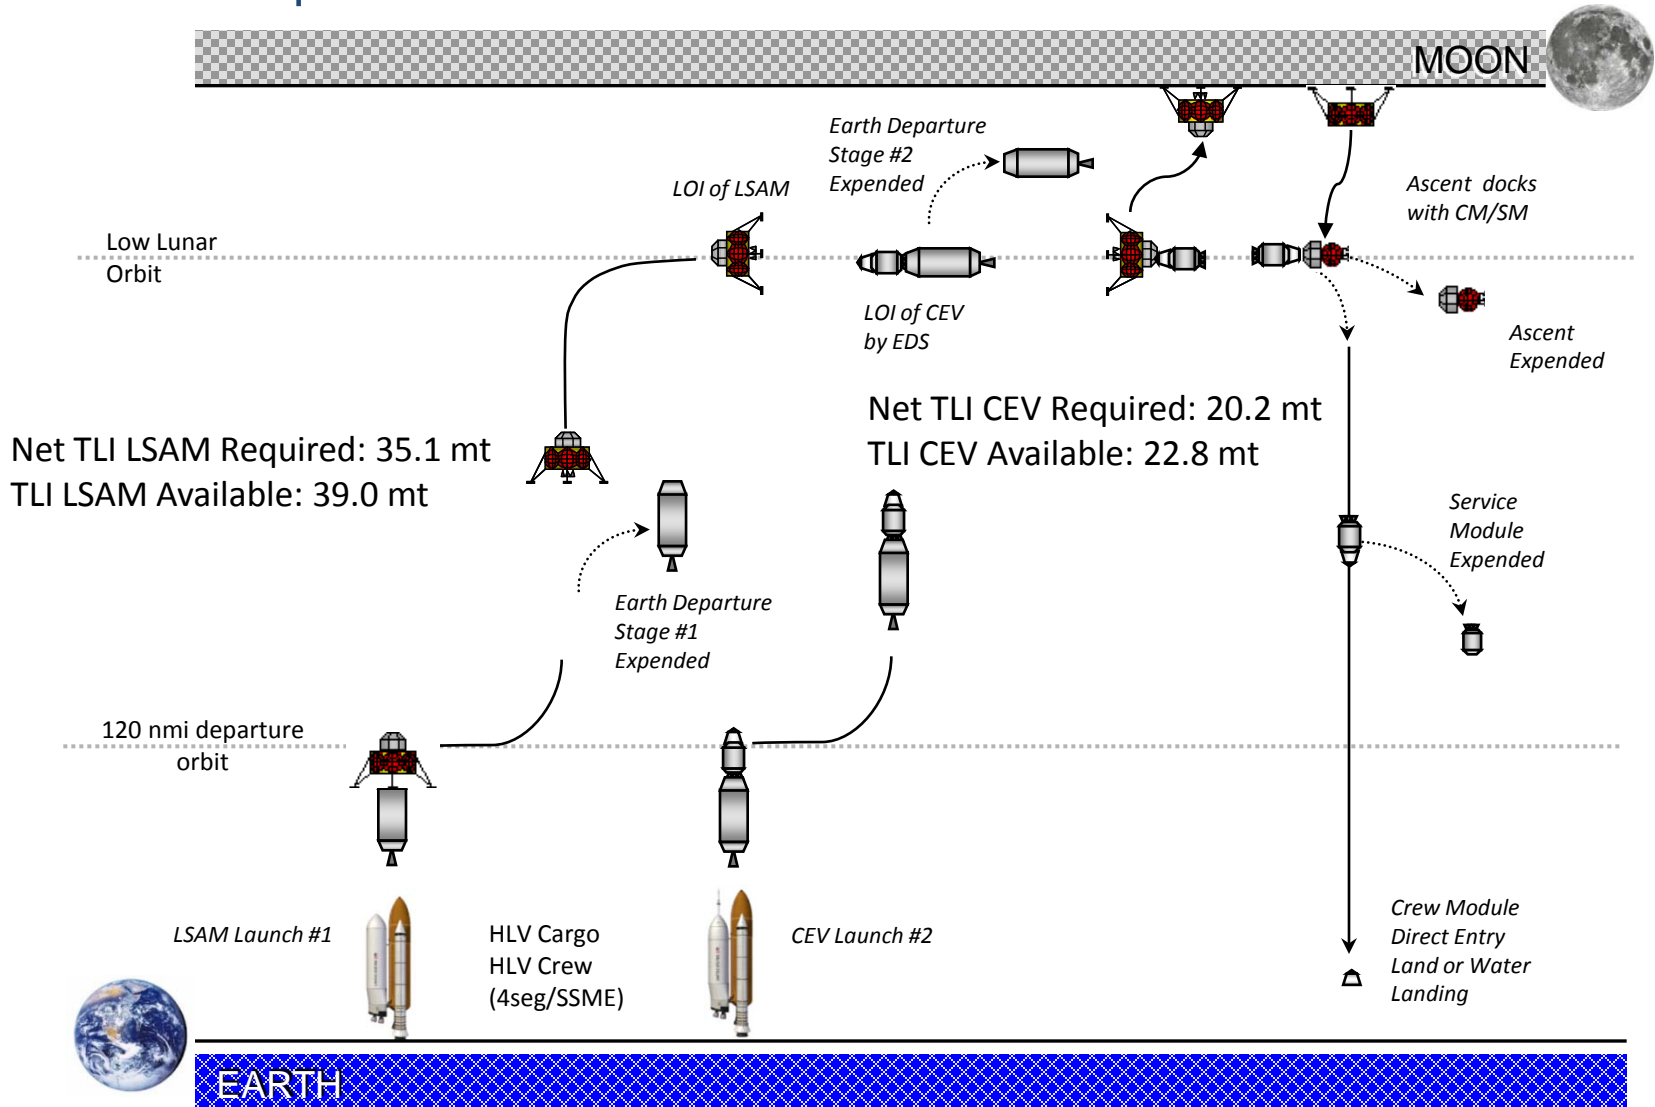 MOON
Earth Departure
Stage #2
Expended
LOI of LSAM
Ascent  docks
with CM/SM
Low Lunar
Orbit
LOI of CEV
by EDS
Ascent
Expended
Net TLI CEV Required: 20.2 mt
TLI CEV Available: 22.8 mt
Net TLI LSAM Required: 35.1 mt
TLI LSAM Available: 39.0 mt
Service
Module
Expended
Earth Departure
Stage #1
Expended
120 nmi departure
orbit
LSAM Launch #1
HLV Cargo
HLV Crew
(4seg/SSME)
CEV Launch #2
Crew Module
Direct Entry
Land or Water
Landing
EARTH